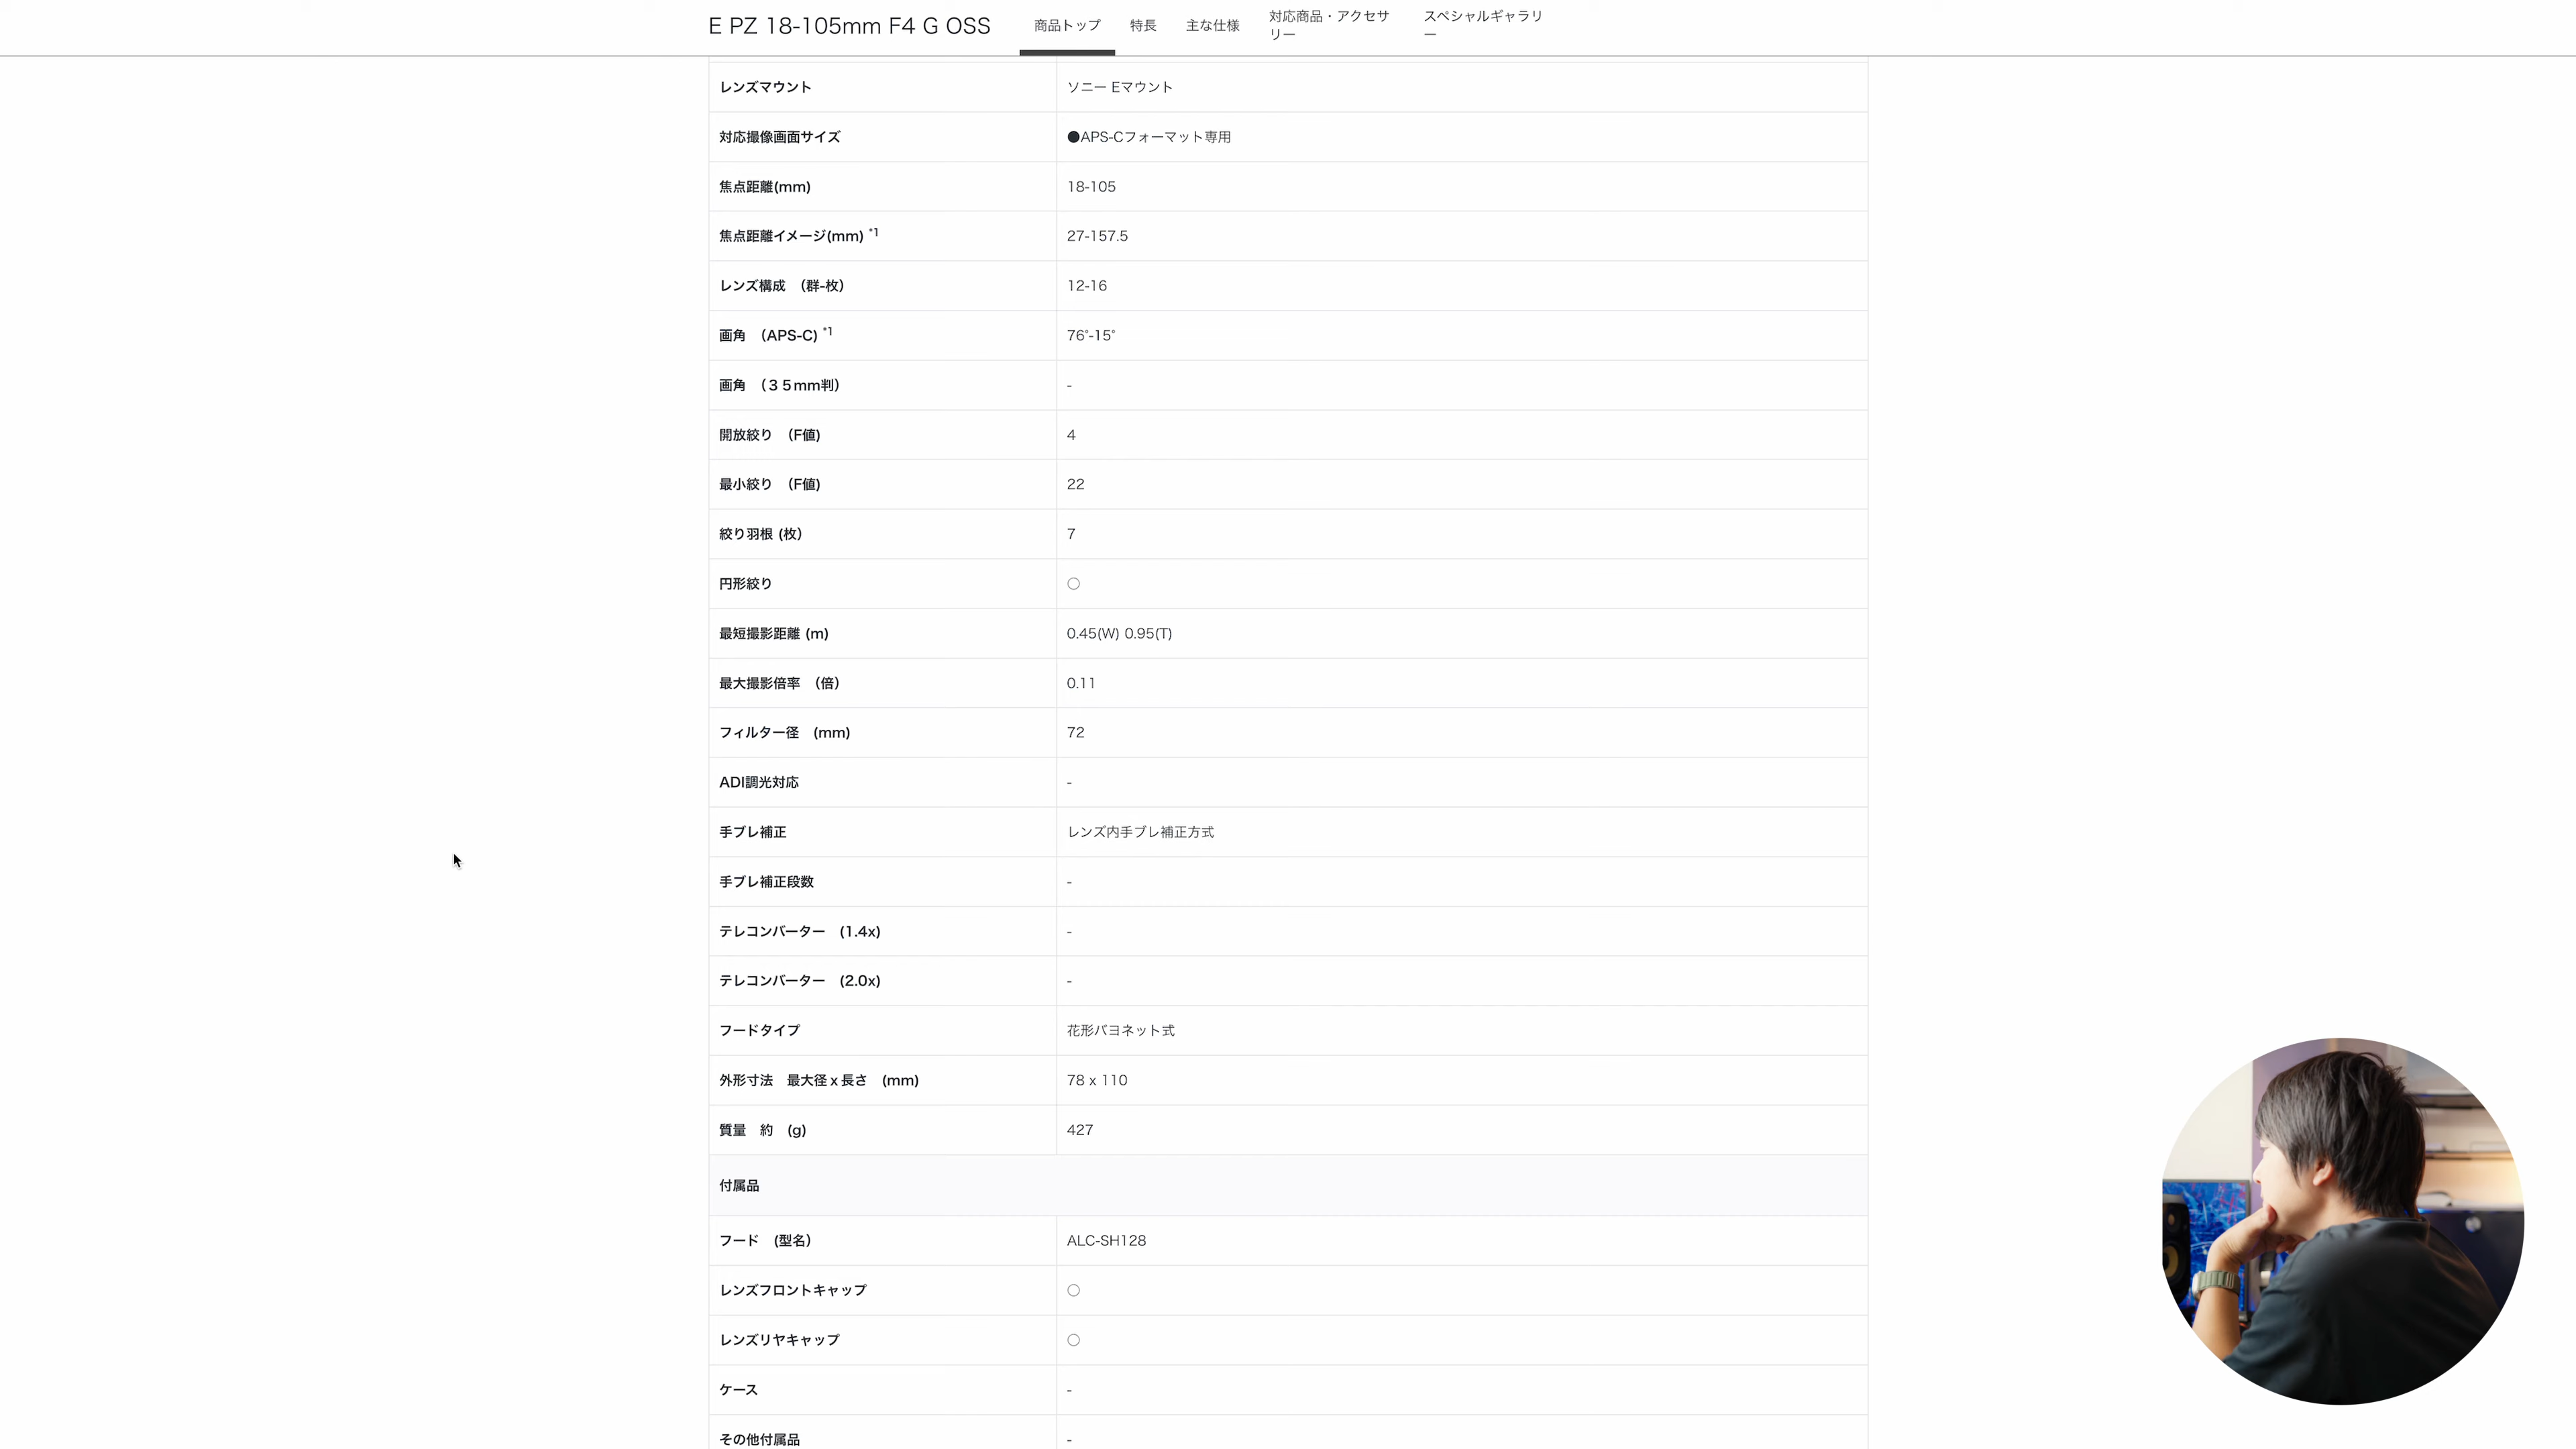 E PZ 18-105mm F4 G OSS 商品トップ 特長 主な仕様 対応商品・アクセサリー スペシャルギャラリー
レンズマウント ソニー Eマウント
対応撮像画面サイズ ●APS-Cフォーマット専用
焦点距離(mm) 18-105
焦点距離イメージ(mm) *1 27-157.5
レンズ構成 （群-枚） 12-16
画角 （APS-C) *1 76°-15°
画角 （３５mm判） -
開放絞り （F値) 4
最小絞り （F値) 22
絞り羽根 (枚） 7
円形絞り ○
最短撮影距離 (m) 0.45(W) 0.95(T)
最大撮影倍率 （倍） 0.11
フィルター径 (mm) 72
ADI調光対応 -
手ブレ補正 レンズ内手ブレ補正方式
手ブレ補正段数 -
テレコンバーター (1.4x) -
テレコンバーター (2.0x) -
フードタイプ 花形バヨネット式
外形寸法 最大径 x 長さ (mm) 78 x 110
質量 約 (g) 427
付属品
フード (型名） ALC-SH128
レンズフロントキャップ ○
レンズリヤキャップ ○
ケース -
その他付属品 -